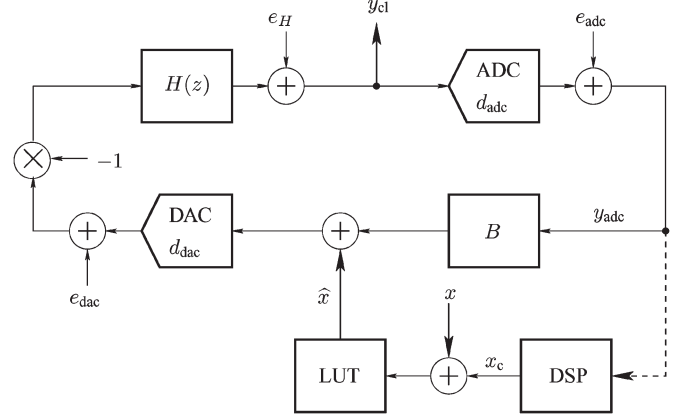 y_cl
e_H
e_adc
H(z)
+
ADC
d_adc
+
×
−1
DAC
d_dac
+
+
B
y_adc
e_dac
x̂
x
LUT
+
x_c
DSP